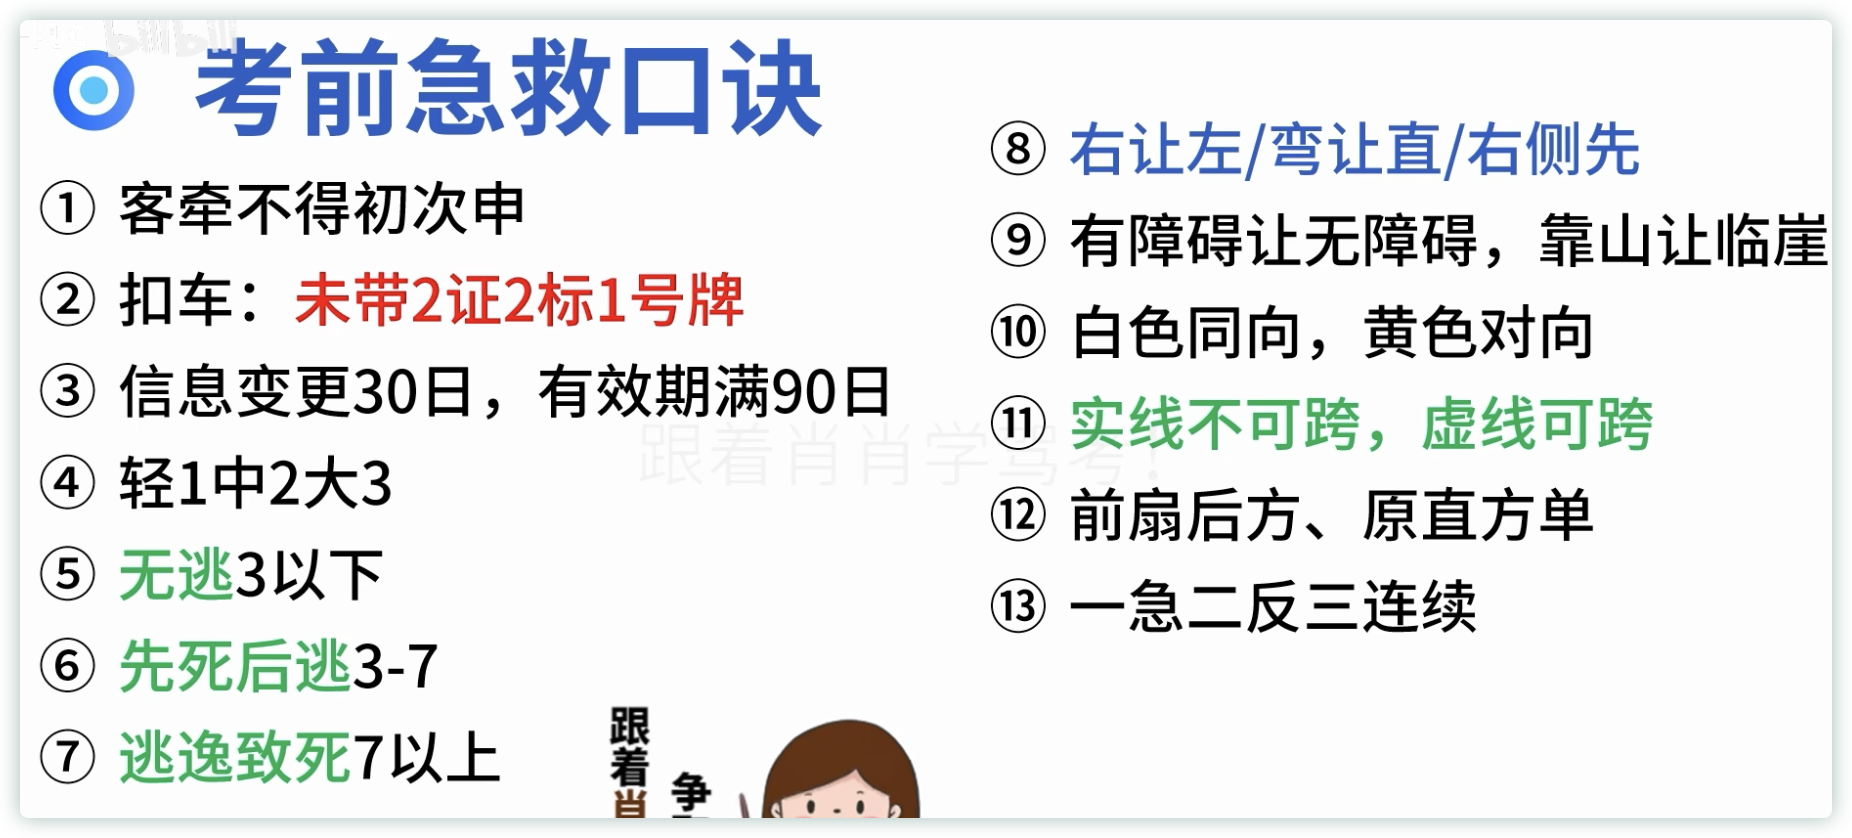 bilibili
考前急救口诀
① 客牵不得初次申
② 扣车：未带2证2标1号牌
③ 信息变更30日，有效期满90日
④ 轻1中2大3
⑤ 无逃3以下
⑥ 先死后逃3-7
⑦ 逃逸致死7以上
⑧ 右让左/弯让直/右侧先
⑨ 有障碍让无障碍，靠山让临崖
⑩ 白色同向，黄色对向
⑪ 实线不可跨，虚线可跨
⑫ 前扇后方、原直方单
⑬ 一急二反三连续
跟着肖肖学驾考！
跟着肖
争